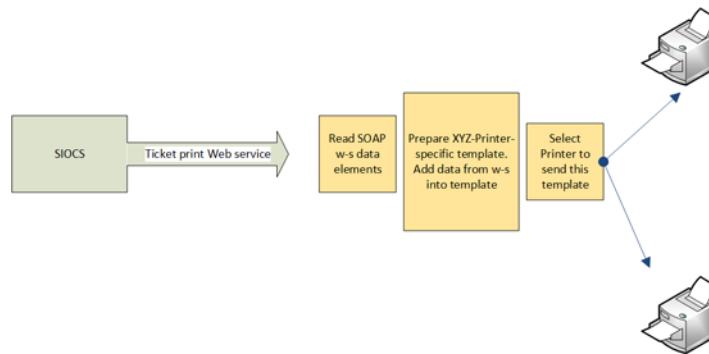 SIOCS
Ticket print Web service
Read SOAP
w-s data
elements
Prepare XYZ-Printer-
specific template.
Add data from w-s
into template
Select
Printer to
send this
template